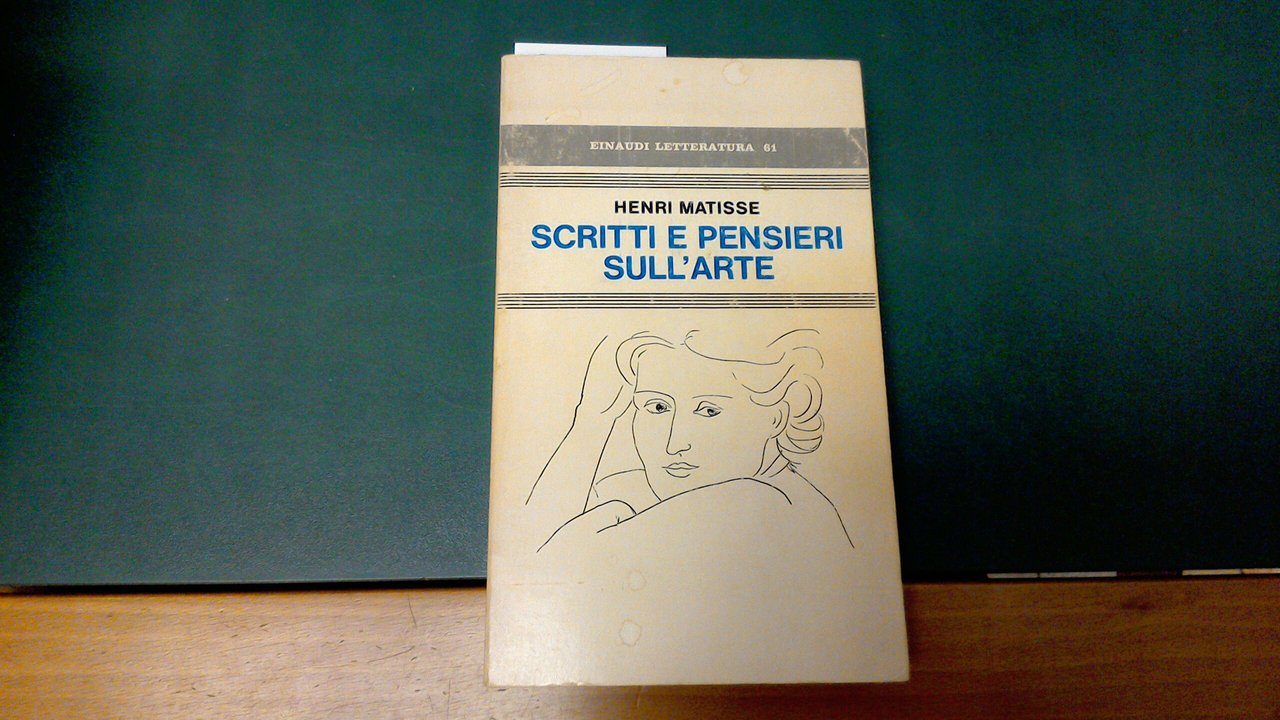 EINAUDI LETTERATURA 61
HENRI MATISSE
SCRITTI E PENSIERI
SULL'ARTE